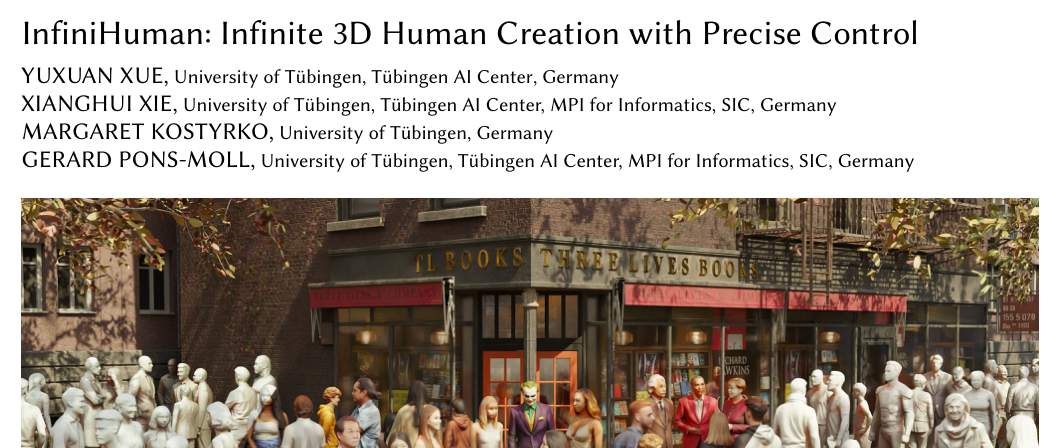 InfiniHuman: Infinite 3D Human Creation with Precise Control
YUXUAN XUE, University of Tübingen, Tübingen AI Center, Germany
XIANGHUI XIE, University of Tübingen, Tübingen AI Center, MPI for Informatics, SIC, Germany
MARGARET KOSTYRKO, University of Tübingen, Germany
GERARD PONS-MOLL, University of Tübingen, Tübingen AI Center, MPI for Informatics, SIC, Germany
TL BOOKS THREE LIVES BOOKS
RICHARD
DAWKINS